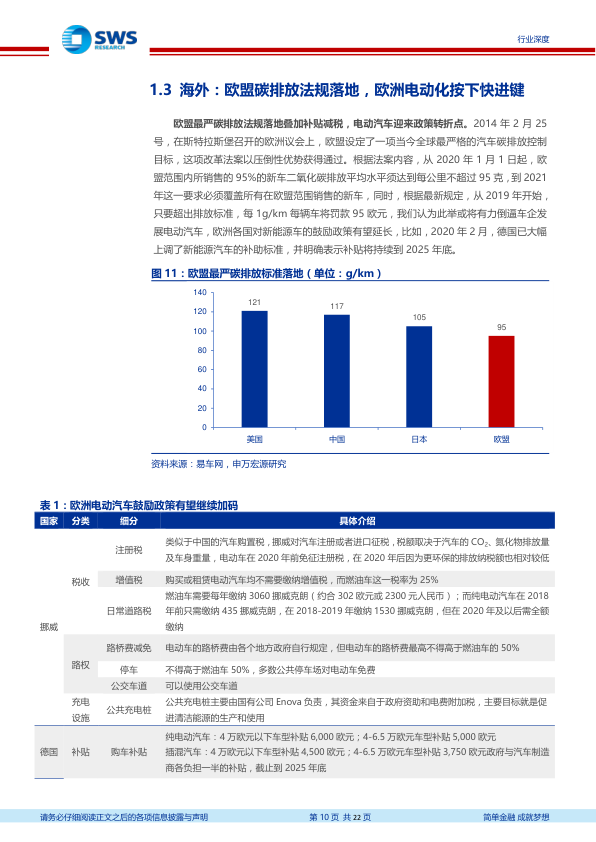 SWS
RESEARCH
行业深度
1.3 海外：欧盟碳排放法规落地，欧洲电动化按下快进键
欧盟最严碳排放法规落地叠加补贴减税，电动汽车迎来政策转折点。2014 年 2 月 25
号，在斯特拉斯堡召开的欧洲议会上，欧盟设定了一项当今全球最严格的汽车碳排放控制
目标，这项改革法案以压倒性优势获得通过。根据法案内容，从 2020 年 1 月 1 日起，欧
盟范围内所销售的 95%的新车二氧化碳排放平均水平须达到每公里不超过 95 克，到 2021
年这一要求必须覆盖所有在欧盟范围销售的新车，同时，根据最新规定，从 2019 年开始，
只要超出排放标准，每 1g/km 每辆车将罚款 95 欧元，我们认为此举或将有力倒逼车企发
展电动汽车，欧洲各国对新能源车的鼓励政策有望延长，比如，2020 年 2 月，德国已大幅
上调了新能源汽车的补助标准，并明确表示补贴将持续到 2025 年底。
图 11：欧盟最严碳排放标准落地（单位：g/km）
140
120
100
80
60
40
20
0
121
117
105
95
美国
中国
日本
欧盟
资料来源：易车网，申万宏源研究
表 1：欧洲电动汽车鼓励政策有望继续加码
国家 分类 细分 具体介绍
挪威
税收
注册税
类似于中国的汽车购置税，挪威对汽车注册或者进口征税，税额取决于汽车的 CO2、氮化物排放量
及车身重量，电动车在 2020 年前免征注册税，在 2020 年后因为更环保的排放纳税额也相对较低
增值税 购买或租赁电动汽车均不需要缴纳增值税，而燃油车这一税率为 25%
日常道路税
燃油车需要每年缴纳 3060 挪威克朗（约合 302 欧元或 2300 元人民币）；而纯电动汽车在 2018
年前只需缴纳 435 挪威克朗，在 2018-2019 年缴纳 1530 挪威克朗，但在 2020 年及以后需全额
缴纳
路权
路桥费减免 电动车的路桥费由各个地方政府自行规定，但电动车的路桥费最高不得高于燃油车的 50%
停车 不得高于燃油车 50%，多数公共停车场对电动车免费
公交车道 可以使用公交车道
充电
设施
公共充电桩
公共充电桩主要由国有公司 Enova 负责，其资金来自于政府资助和电费附加税，主要目标就是促
进清洁能源的生产和使用
德国 补贴 购车补贴
纯电动汽车：4 万欧元以下车型补贴 6,000 欧元；4-6.5 万欧元车型补贴 5,000 欧元
插混汽车：4 万欧元以下车型补贴 4,500 欧元；4-6.5 万欧元车型补贴 3,750 欧元政府与汽车制造
商各负担一半的补贴，截止到 2025 年底
请务必仔细阅读正文之后的各项信息披露与声明
第 10 页 共 22 页
简单金融 成就梦想